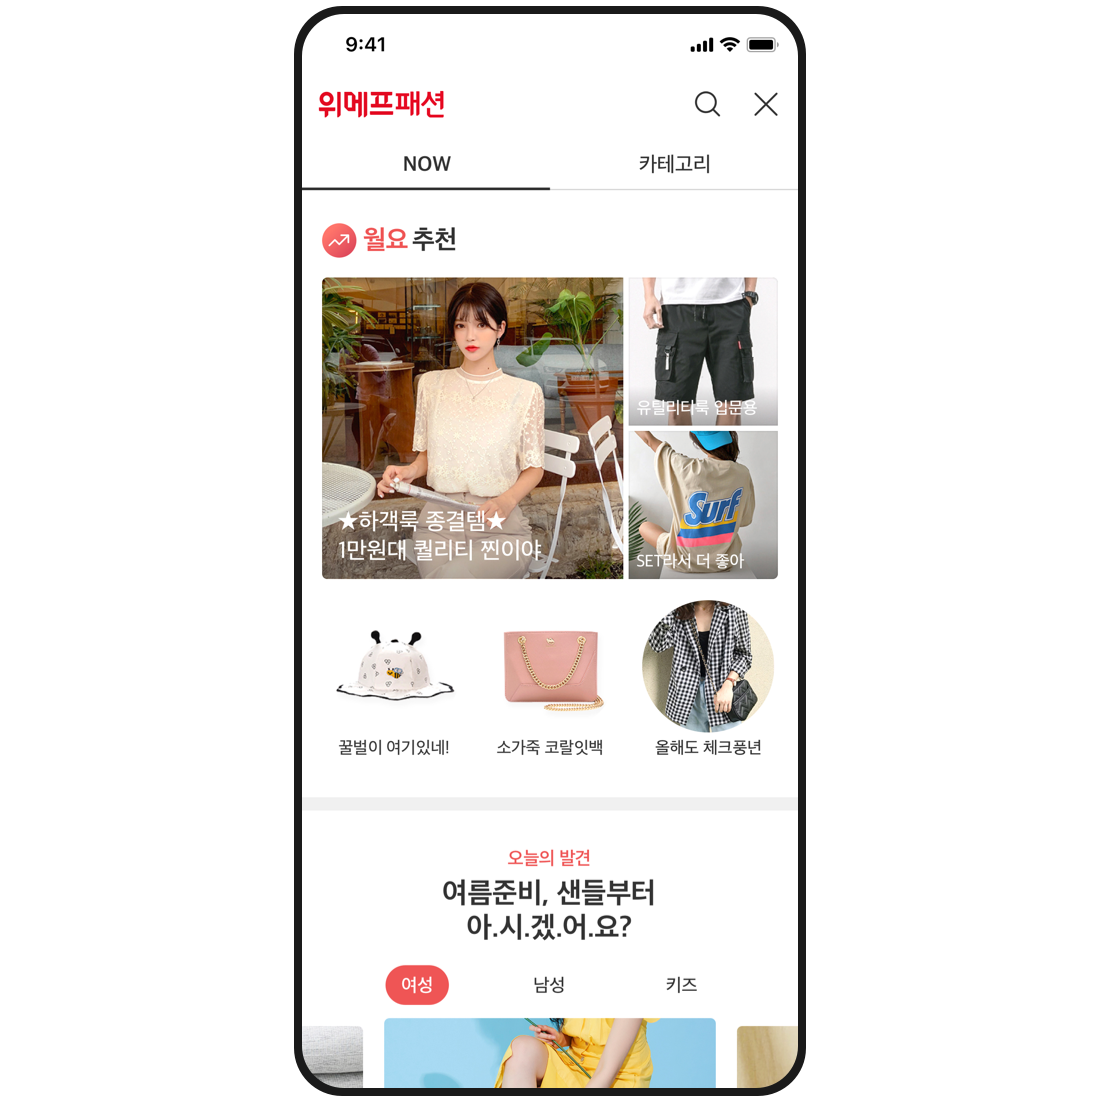 9:41
위메프패션
NOW
카테고리
월요 추천
★하객룩 종결템★
1만원대 퀄리티 찐이야
유틸리티룩 입문용
Surf
SET라서 더 좋아
꿀벌이 여기있네!
소가죽 코랄잇백
올해도 체크풍년
오늘의 발견
여름준비, 샌들부터
아.시.겠.어.요?
여성
남성
키즈